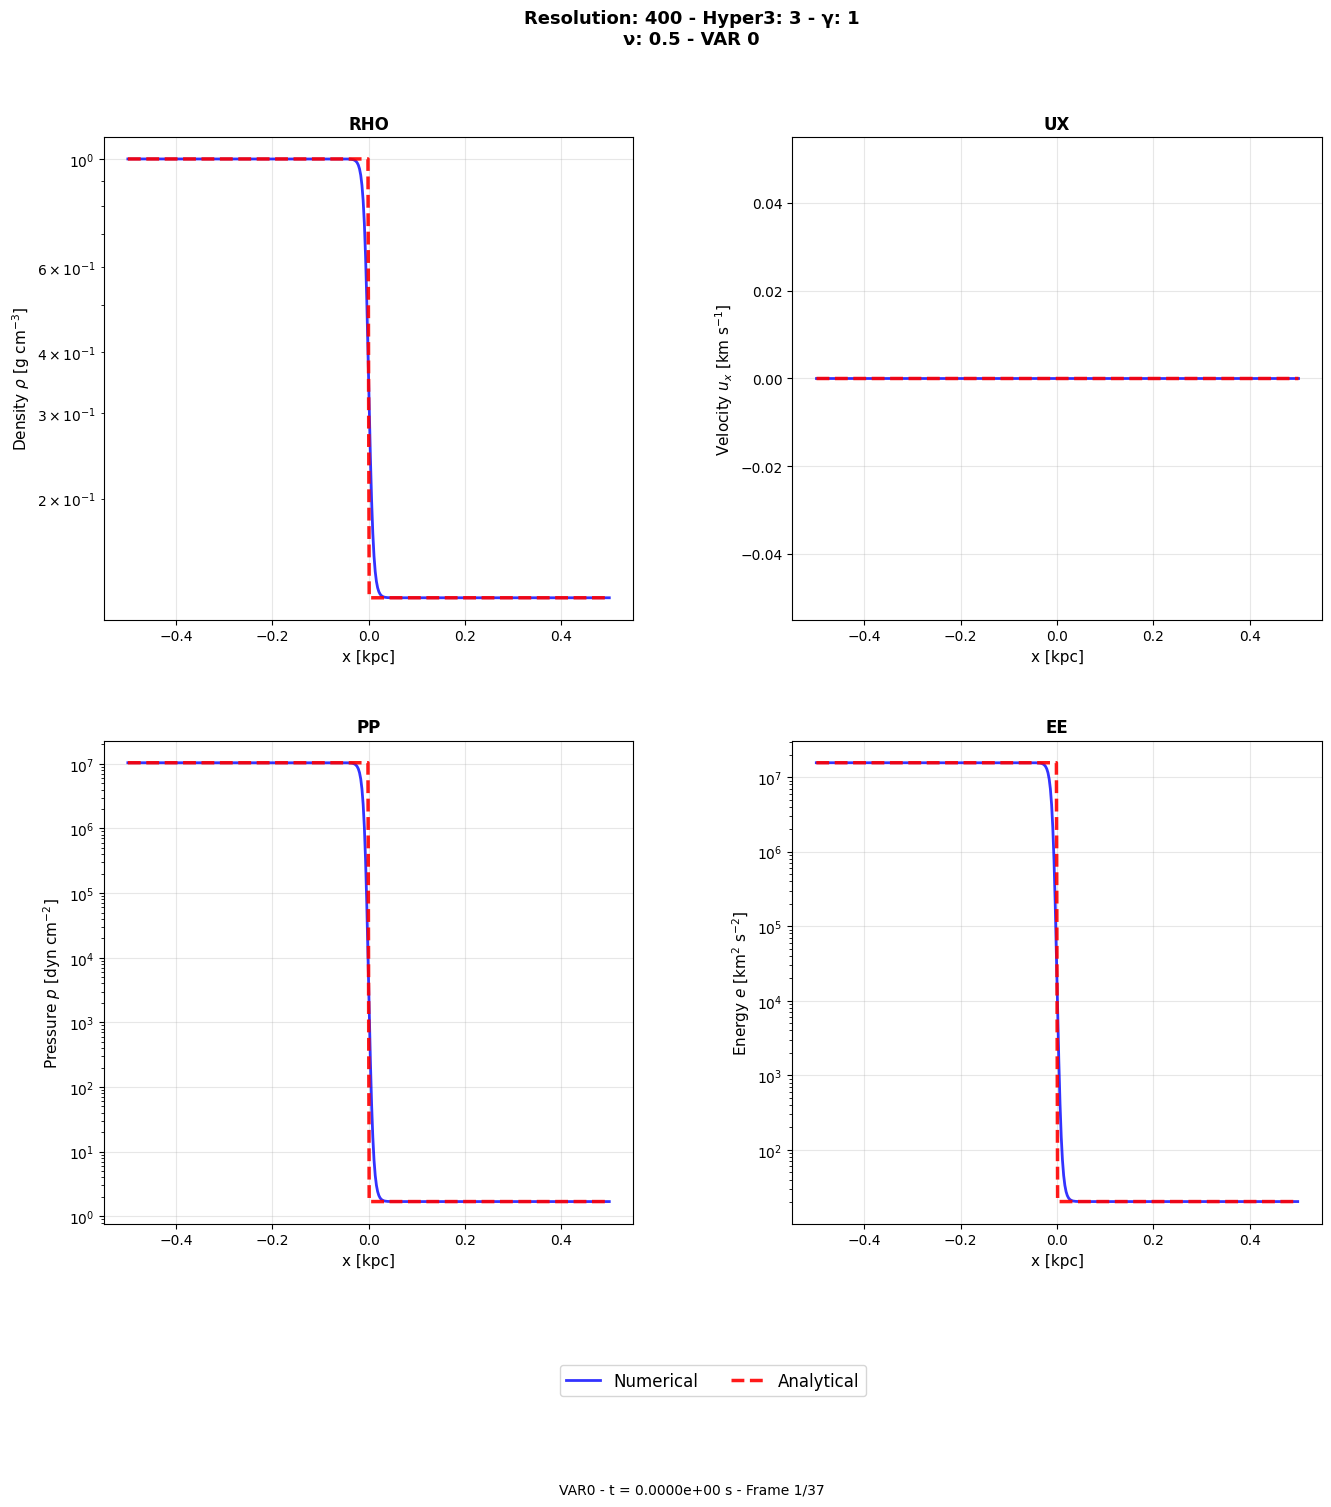 Resolution: 400 - Hyper3: 3 - γ: 1
ν: 0.5 - VAR 0
RHO
10⁰
6 × 10⁻¹
4 × 10⁻¹
3 × 10⁻¹
2 × 10⁻¹
Density ρ [g cm⁻³]
−0.4 −0.2 0.0 0.2 0.4
x [kpc]
UX
0.04
0.02
0.00
−0.02
−0.04
Velocity uₓ [km s⁻¹]
−0.4 −0.2 0.0 0.2 0.4
x [kpc]
PP
10⁷
10⁶
10⁵
10⁴
10³
10²
10¹
10⁰
Pressure p [dyn cm⁻²]
−0.4 −0.2 0.0 0.2 0.4
x [kpc]
EE
10⁷
10⁶
10⁵
10⁴
10³
10²
Energy e [km² s⁻²]
−0.4 −0.2 0.0 0.2 0.4
x [kpc]
Numerical Analytical
VAR0 - t = 0.0000e+00 s - Frame 1/37